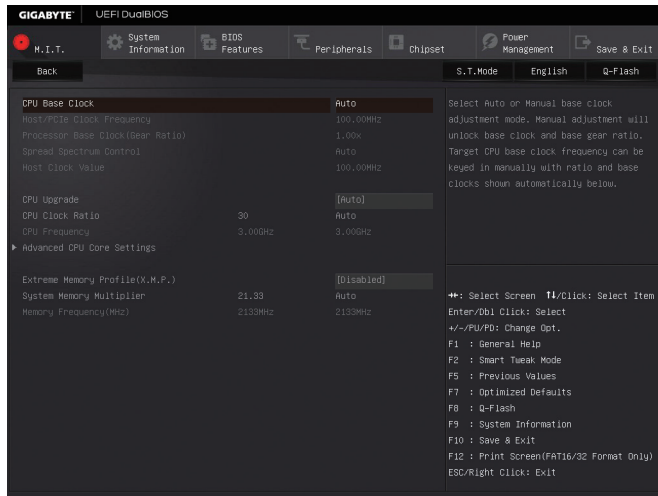 GIGABYTE™ UEFI DualBIOS
M.I.T.
System Information
BIOS Features
Peripherals
Chipset
Power Management
Save & Exit
Back
S.T.Mode English Q-Flash
CPU Base Clock Auto
Host/PCIe Clock Frequency 100.00MHz
Processor Base Clock(Gear Ratio) 1.00x
Spread Spectrum Control Auto
Host Clock Value 100.00MHz
CPU Upgrade [Auto]
CPU Clock Ratio 30 Auto
CPU Frequency 3.00GHz 3.00GHz
Advanced CPU Core Settings
Extreme Memory Profile(X.M.P.) [Disabled]
System Memory Multiplier 21.33 Auto
Memory Frequency(MHz) 2133MHz 2133MHz
Select Auto or Manual base clock
adjustment mode. Manual adjustment will
unlock base clock and base gear ratio.
Target CPU base clock frequency can be
keyed in manually with ratio and base
clocks shown automatically below.
→←: Select Screen ↑↓/Click: Select Item
Enter/Dbl Click: Select
+/-/PU/PD: Change Opt.
F1 : General Help
F2 : Smart Tweak Mode
F5 : Previous Values
F7 : Optimized Defaults
F8 : Q-Flash
F9 : System Information
F10 : Save & Exit
F12 : Print Screen(FAT16/32 Format Only)
ESC/Right Click: Exit